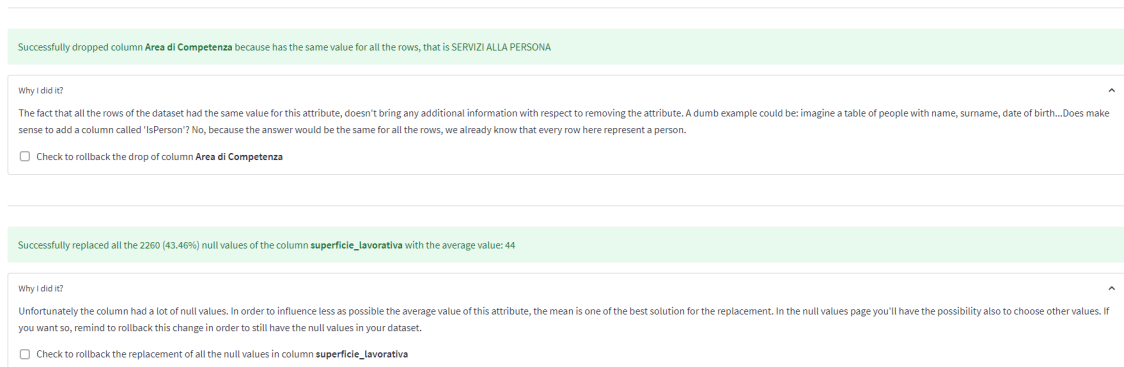 Successfully dropped column Area di Competenza because has the same value for all the rows, that is SERVIZI ALLA PERSONA
Why I did it?
The fact that all the rows of the dataset had the same value for this attribute, doesn't bring any additional information with respect to removing the attribute. A dumb example could be: imagine a table of people with name, surname, date of birth...Does make
sense to add a column called 'IsPerson'? No, because the answer would be the same for all the rows, we already know that every row here represent a person.
Check to rollback the drop of column Area di Competenza
Successfully replaced all the 2260 (43.46%) null values of the column superficie_lavorativa with the average value: 44
Why I did it?
Unfortunately the column had a lot of null values. In order to influence less as possible the average value of this attribute, the mean is one of the best solution for the replacement. In the null values page you'll have the possibility also to choose other values. If
you want so, remind to rollback this change in order to still have the null values in your dataset.
Check to rollback the replacement of all the null values in column superficie_lavorativa